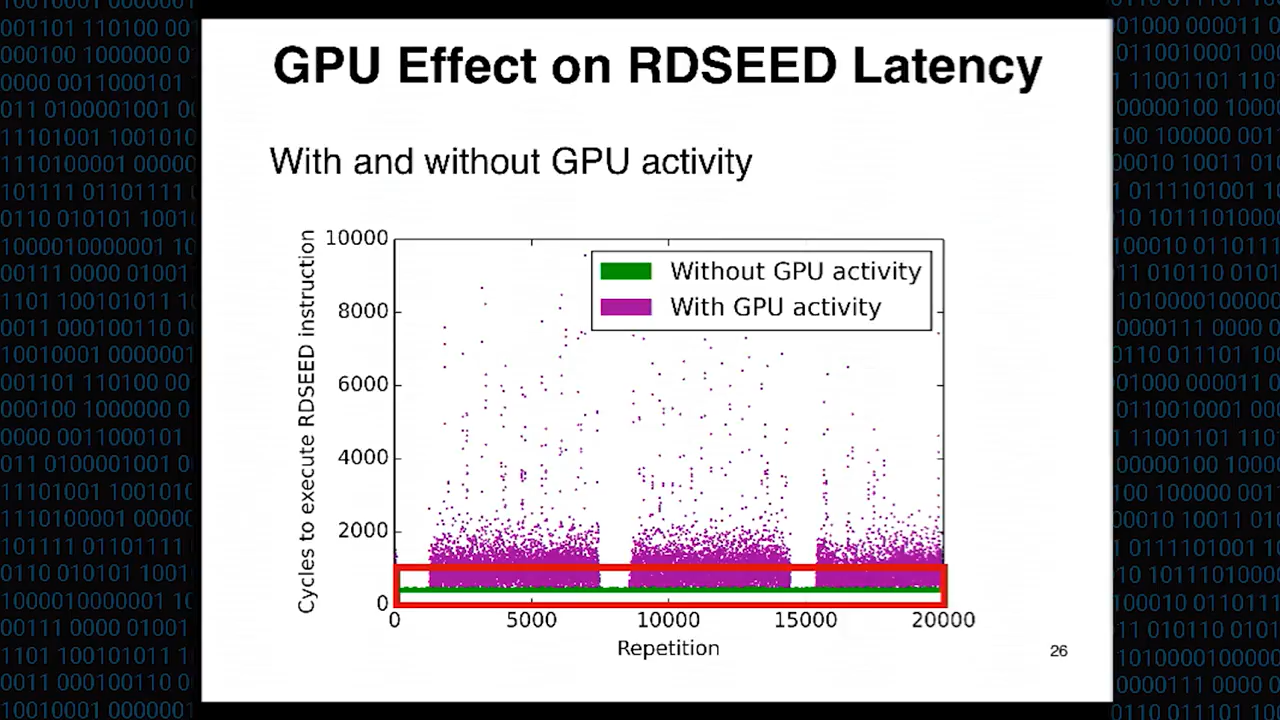 GPU Effect on RDSEED Latency
With and without GPU activity
Cycles to execute RDSEED instruction
10000
8000
6000
4000
2000
0
Without GPU activity
With GPU activity
0 5000 10000 15000 20000
Repetition
26